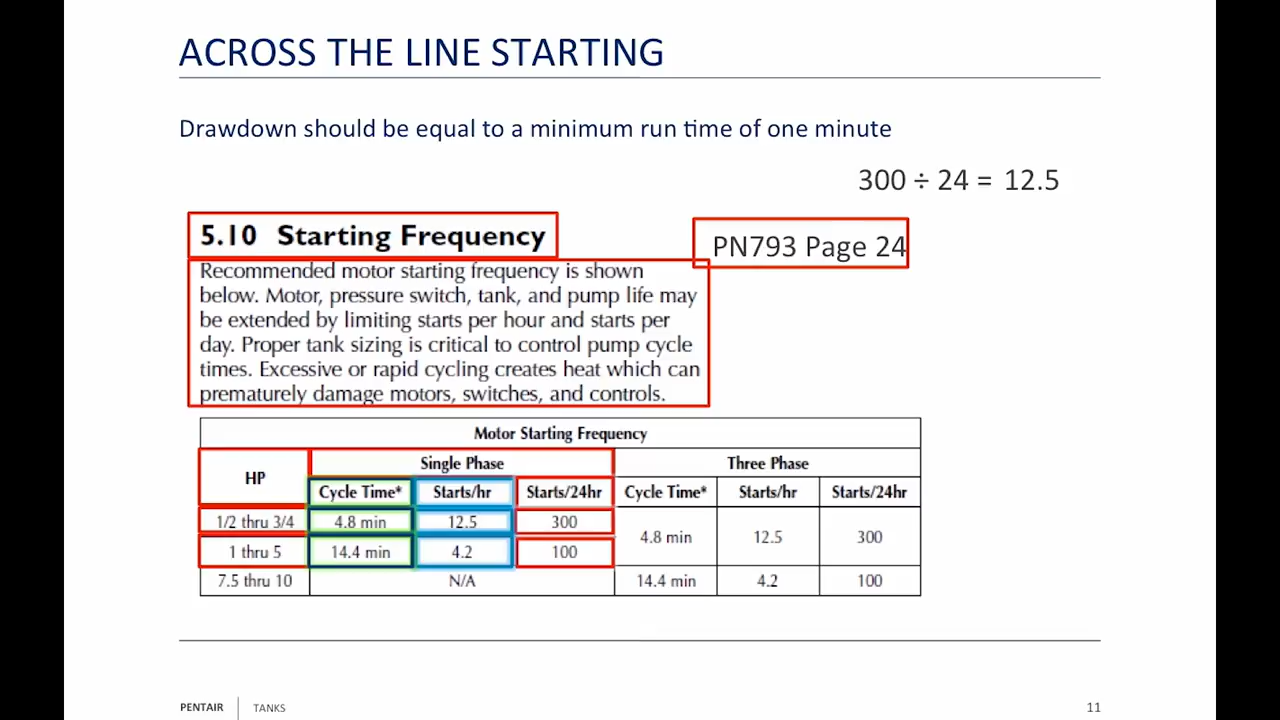 ACROSS THE LINE STARTING
Drawdown should be equal to a minimum run time of one minute
300 ÷ 24 = 12.5
5.10 Starting Frequency
PN793 Page 24
Recommended motor starting frequency is shown
below. Motor, pressure switch, tank, and pump life may
be extended by limiting starts per hour and starts per
day. Proper tank sizing is critical to control pump cycle
times. Excessive or rapid cycling creates heat which can
prematurely damage motors, switches, and controls.
Motor Starting Frequency
HP Single Phase Three Phase
Cycle Time* Starts/hr Starts/24hr Cycle Time* Starts/hr Starts/24hr
1/2 thru 3/4 4.8 min 12.5 300 4.8 min 12.5 300
1 thru 5 14.4 min 4.2 100
7.5 thru 10 N/A 14.4 min 4.2 100
PENTAIR TANKS 11